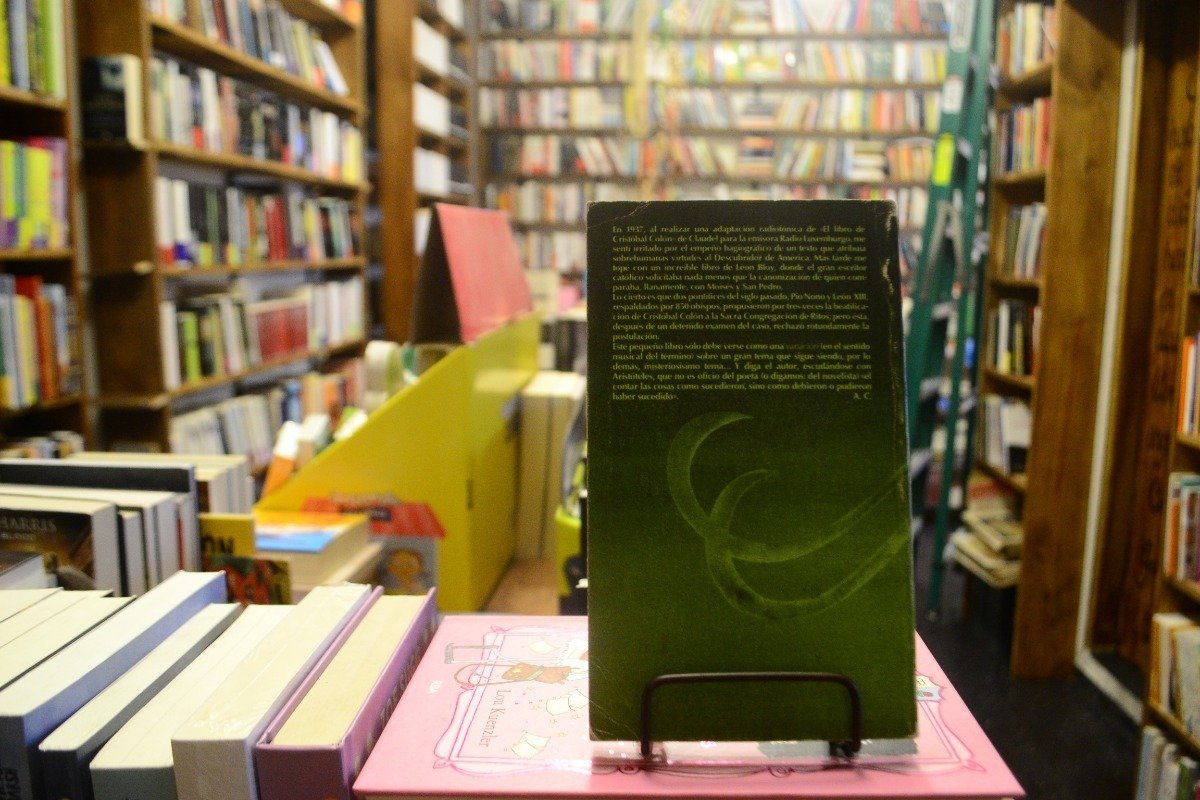 En 1937, al realizar una adaptación radiofónica de «El libro de
Cristóbal Colón» de Claudel para la emisora Radio Luxemburgo, me
sentí irritado por el empeño hagiográfico de un texto que atribuía
sobrehumanas virtudes al Descubridor de América. Más tarde me
topé con un increíble libro de León Bloy, donde el gran escritor
católico solicitaba nada menos que la canonización de quien com-
paraba, llanamente, con Moisés y San Pedro.
Lo cierto es que dos pontífices del siglo pasado, Pío Nono y León XIII,
respaldados por 850 obispos, propusieron por tres veces la beatifica-
ción de Cristóbal Colón a la Sacra Congregación de Ritos; pero ésta,
después de un detenido examen del caso, rechazó rotundamente la
postulación.
Este pequeño libro sólo debe verse como una variación (en el sentido
musical del término) sobre un gran tema que sigue siendo, por lo
demás, misteriosísimo tema... Y diga el autor, escudándose con
Aristóteles, que no es oficio del poeta (o digamos: del novelista) «el
contar las cosas como sucedieron, sino como debieron o pudieron
haber sucedido».
A. C.
HARRIS
Lou Kuenzler